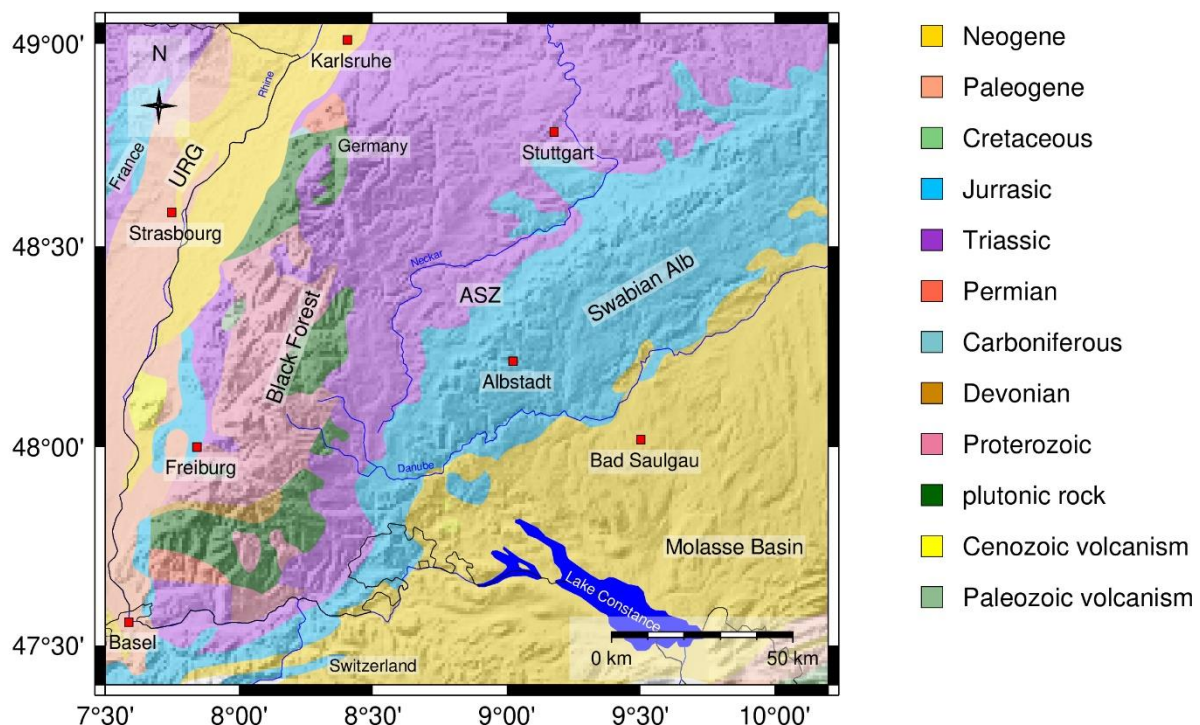 49°00'
48°30'
48°00'
47°30'
7°30'
8°00'
8°30'
9°00'
9°30'
10°00'
N
Karlsruhe
Rhine
France
URG
Germany
Stuttgart
Strasbourg
Neckar
ASZ
Swabian Alb
Black Forest
Albstadt
Freiburg
Danube
Bad Saulgau
Molasse Basin
Lake Constance
Basel
Switzerland
0 km
50 km
Neogene
Paleogene
Cretaceous
Jurrasic
Triassic
Permian
Carboniferous
Devonian
Proterozoic
plutonic rock
Cenozoic volcanism
Paleozoic volcanism